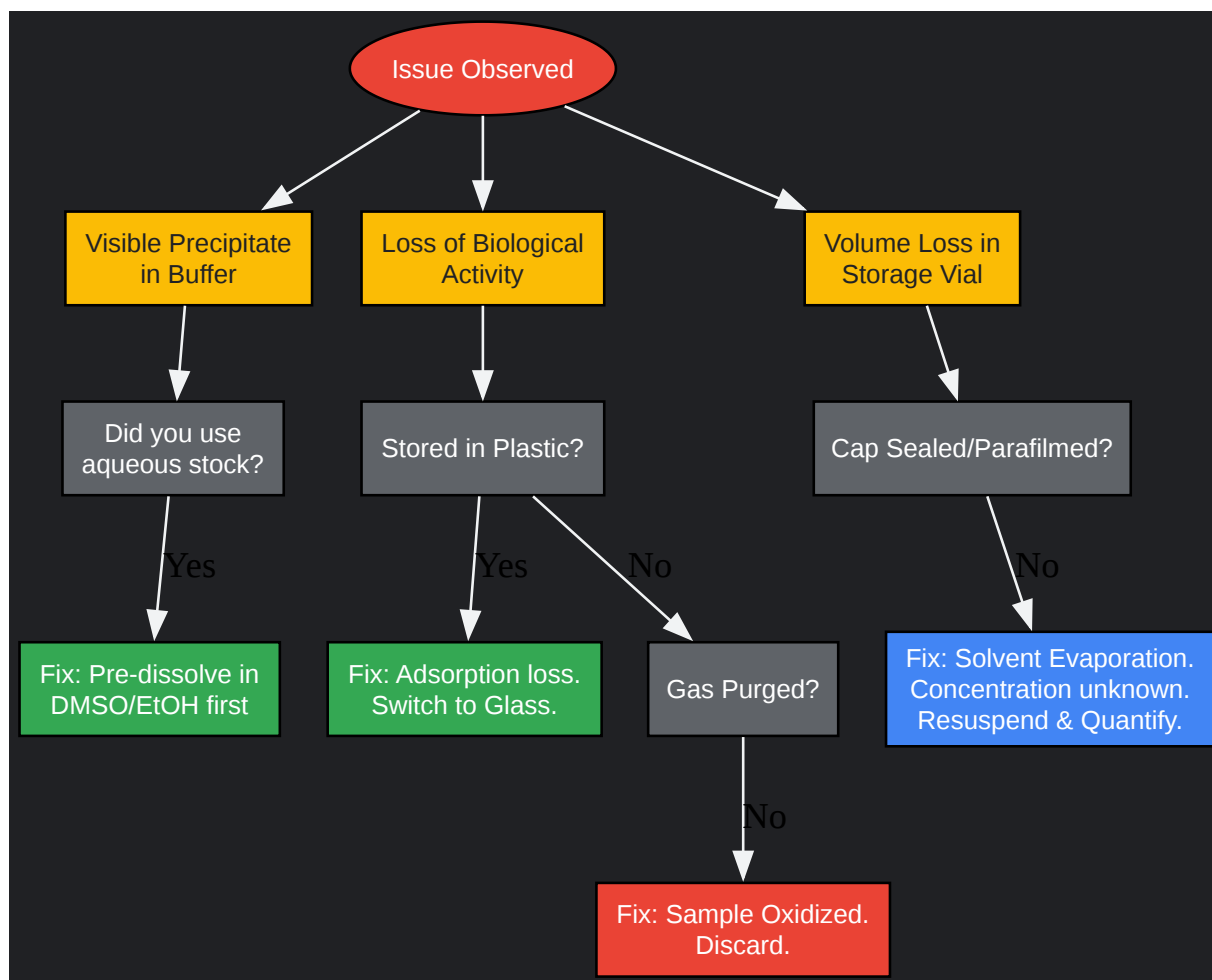 Issue Observed
Visible Precipitate
in Buffer
Loss of Biological
Activity
Volume Loss in
Storage Vial
Did you use
aqueous stock?
Stored in Plastic?
Cap Sealed/Parafilmed?
Yes
Yes
No
No
Fix: Pre-dissolve in
DMSO/EtOH first
Fix: Adsorption loss.
Switch to Glass.
Gas Purged?
Fix: Solvent Evaporation.
Concentration unknown.
Resuspend & Quantify.
No
Fix: Sample Oxidized.
Discard.